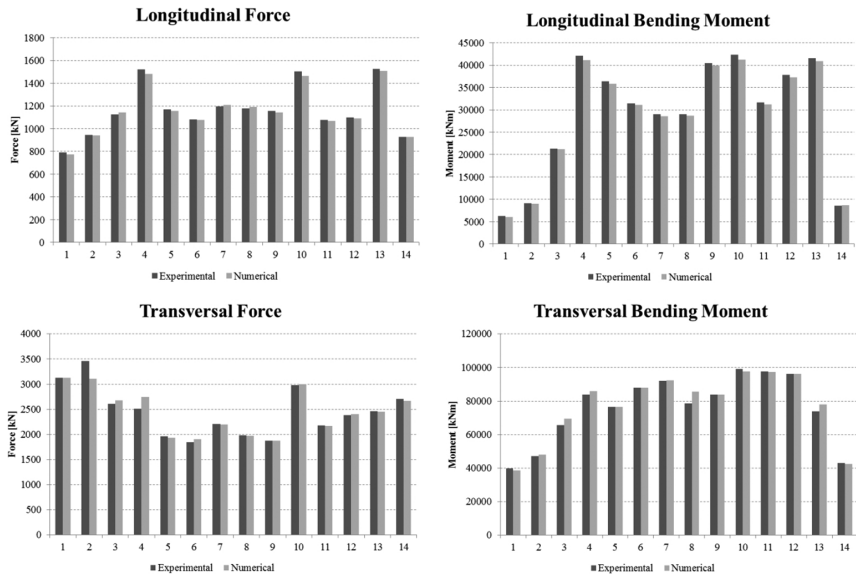 Longitudinal Force
Force [kN]
1800
1600
1400
1200
1000
800
600
400
200
0
1 2 3 4 5 6 7 8 9 10 11 12 13 14
Experimental Numerical
Longitudinal Bending Moment
Moment [kNm]
45000
40000
35000
30000
25000
20000
15000
10000
5000
0
1 2 3 4 5 6 7 8 9 10 11 12 13 14
Experimental Numerical
Transversal Force
Force [kN]
4000
3500
3000
2500
2000
1500
1000
500
0
1 2 3 4 5 6 7 8 9 10 11 12 13 14
Experimental Numerical
Transversal Bending Moment
Moment [kNm]
120000
100000
80000
60000
40000
20000
0
1 2 3 4 5 6 7 8 9 10 11 12 13 14
Experimental Numerical